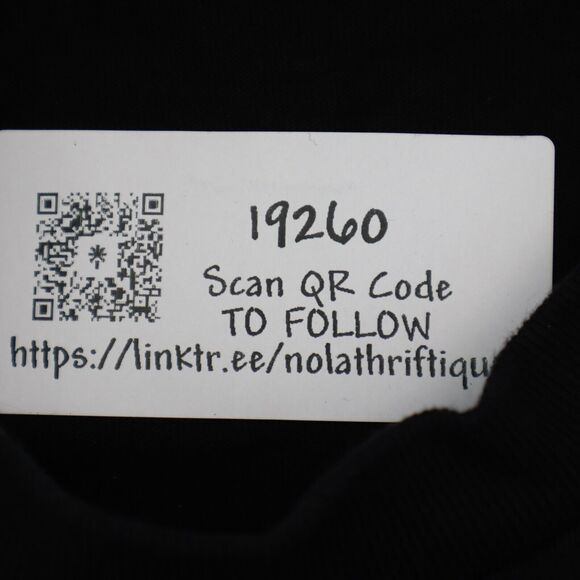 19260
Scan QR Code
TO FOLLOW
https://linktr.ee/nolathriftiqu